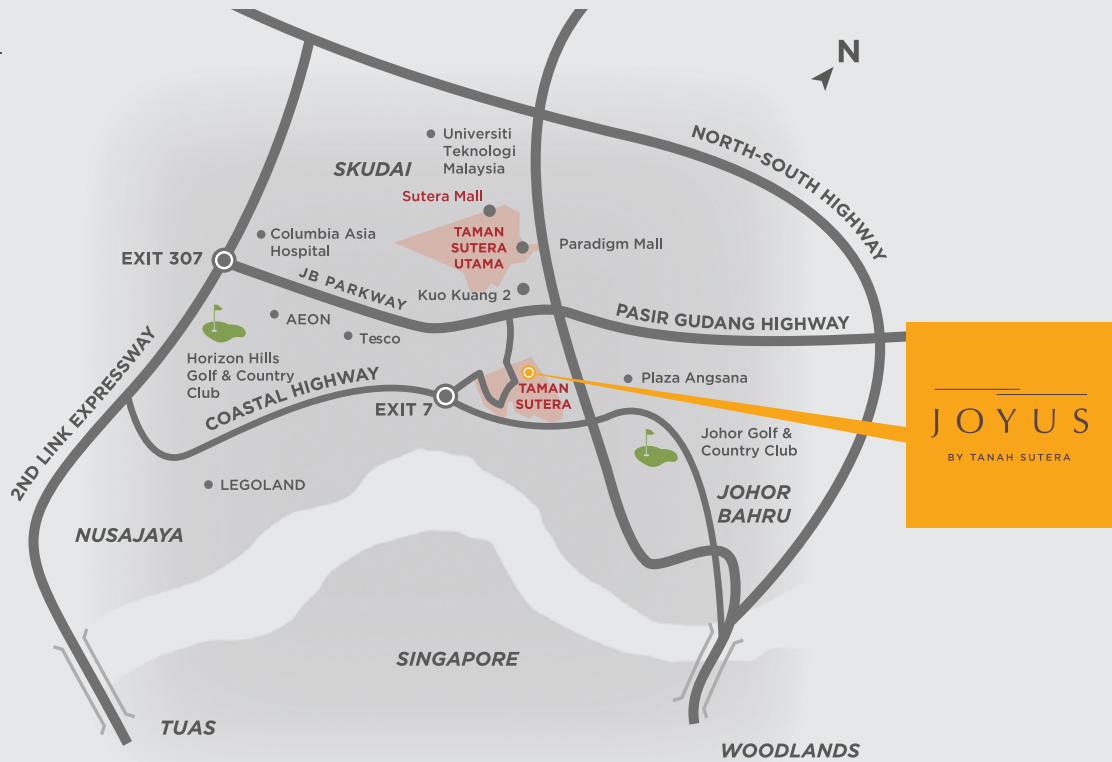 N
NORTH-SOUTH HIGHWAY
Universiti
Teknologi
Malaysia
SKUDAI
Sutera Mall
TAMAN
SUTERA
UTAMA
Paradigm Mall
Columbia Asia
Hospital
EXIT 307
JB PARKWAY
Kuo Kuang 2
PASIR GUDANG HIGHWAY
AEON
Tesco
Horizon Hills
Golf & Country
Club
2ND LINK EXPRESSWAY
COASTAL HIGHWAY
EXIT 7
TAMAN
SUTERA
Plaza Angsana
JOYUS
BY TANAH SUTERA
Johor Golf &
Country Club
LEGOLAND
JOHOR
BAHRU
NUSAJAYA
SINGAPORE
TUAS
WOODLANDS